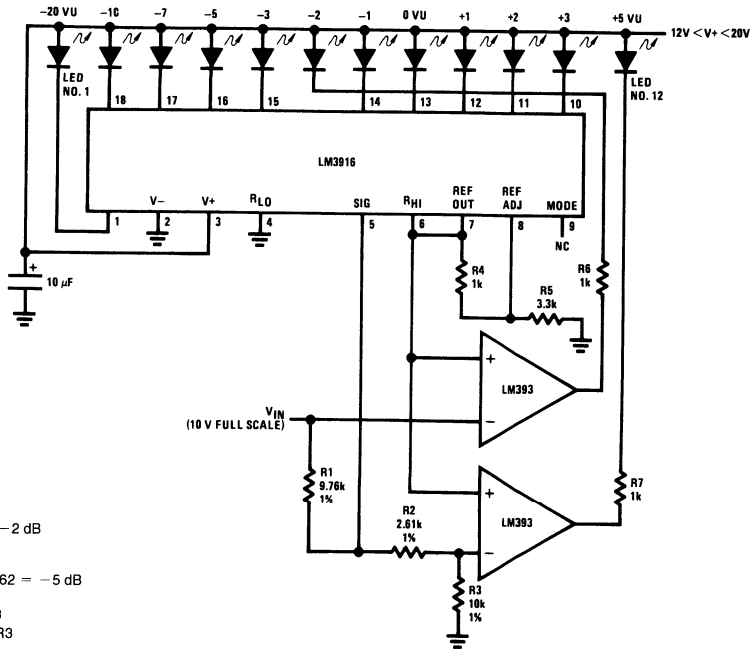 −20 VU −1C −7 −5 −3 −2 −1 0 VU +1 +2 +3 +5 VU
12V <V+ <20V
LED NO. 1
LED NO. 12
18 17 16 15 14 13 12 11 10
LM3916
V− V+ RLO SIG RHI REF OUT REF ADJ MODE
1 2 3 4 5 6 7 8 9
NC
+
10 μF
R4 1k
R5 3.3k
R6 1k
+
−
LM393
VIN
(10 V FULL SCALE)
R1 9.76k 1%
R2 2.61k 1%
+
−
LM393
R7 1k
R3 10k 1%
−2 dB
62 = −5 dB
R3